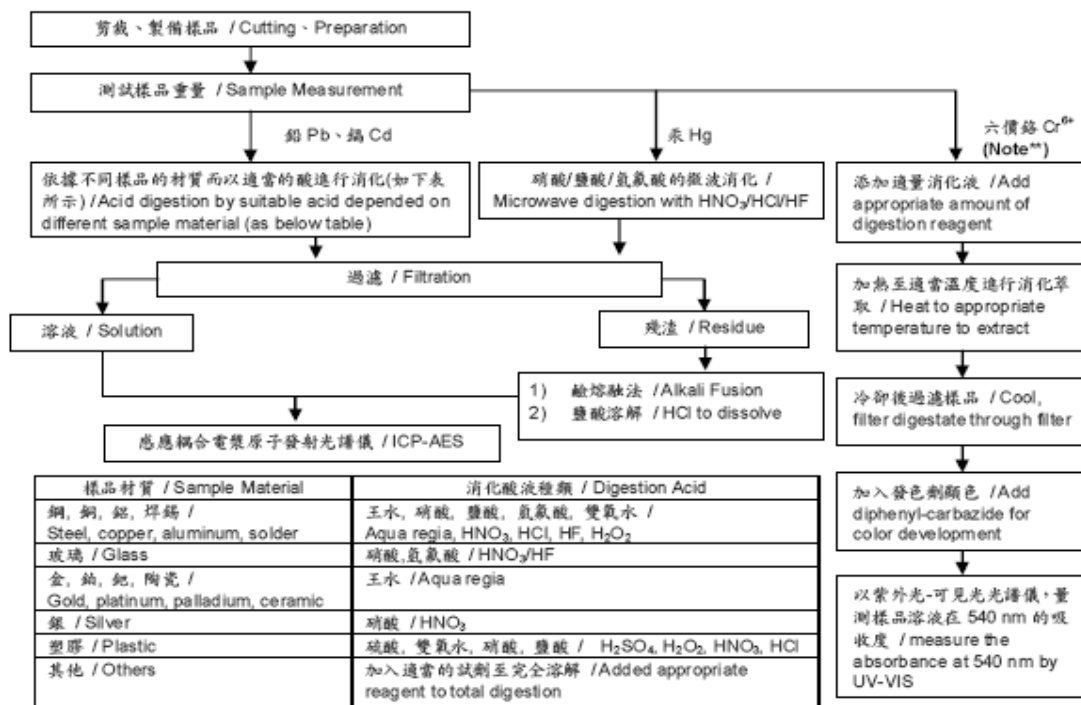 剪裁、製備樣品 / Cutting、Preparation
測試樣品重量 / Sample Measurement
鉛 Pb、鎘 Cd
汞 Hg
六價鉻 Cr⁶⁺
(Note**)
依據不同樣品的材質而以適當的酸進行消化(如下表
所示) / Acid digestion by suitable acid depended on
different sample material (as below table)
硝酸/鹽酸/氫氟酸的微波消化 /
Microwave digestion with HNO₃/HCl/HF
添加適量消化液 / Add
appropriate amount of
digestion reagent
過濾 / Filtration
加熱至適當溫度進行消化萃
取 / Heat to appropriate
temperature to extract
溶液 / Solution
殘渣 / Residue
1) 鹼熔融法 / Alkali Fusion
2) 鹽酸溶解 / HCl to dissolve
冷卻後過濾樣品 / Cool,
filter digestate through filter
感應耦合電漿原子發射光譜儀 / ICP-AES
加入發色劑顯色 / Add
diphenyl-carbazide for
color development
以紫外光-可見光光譜儀，量
測樣品溶液在 540 nm 的吸
收度 / measure the
absorbance at 540 nm by
UV-VIS
樣品材質 / Sample Material
消化酸液種類 / Digestion Acid
鋼, 銅, 鋁, 焊錫 /
Steel, copper, aluminum, solder
王水, 硝酸, 鹽酸, 氫氟酸, 雙氧水 /
Aqua regia, HNO₃, HCl, HF, H₂O₂
玻璃 / Glass
硝酸,氫氟酸 / HNO₃/HF
金, 鉑, 鈀, 陶瓷 /
Gold, platinum, palladium, ceramic
王水 / Aqua regia
銀 / Silver
硝酸 / HNO₃
塑膠 / Plastic
硫酸, 雙氧水, 硝酸, 鹽酸 / H₂SO₄, H₂O₂, HNO₃, HCl
其他 / Others
加入適當的試劑至完全溶解 / Added appropriate
reagent to total digestion